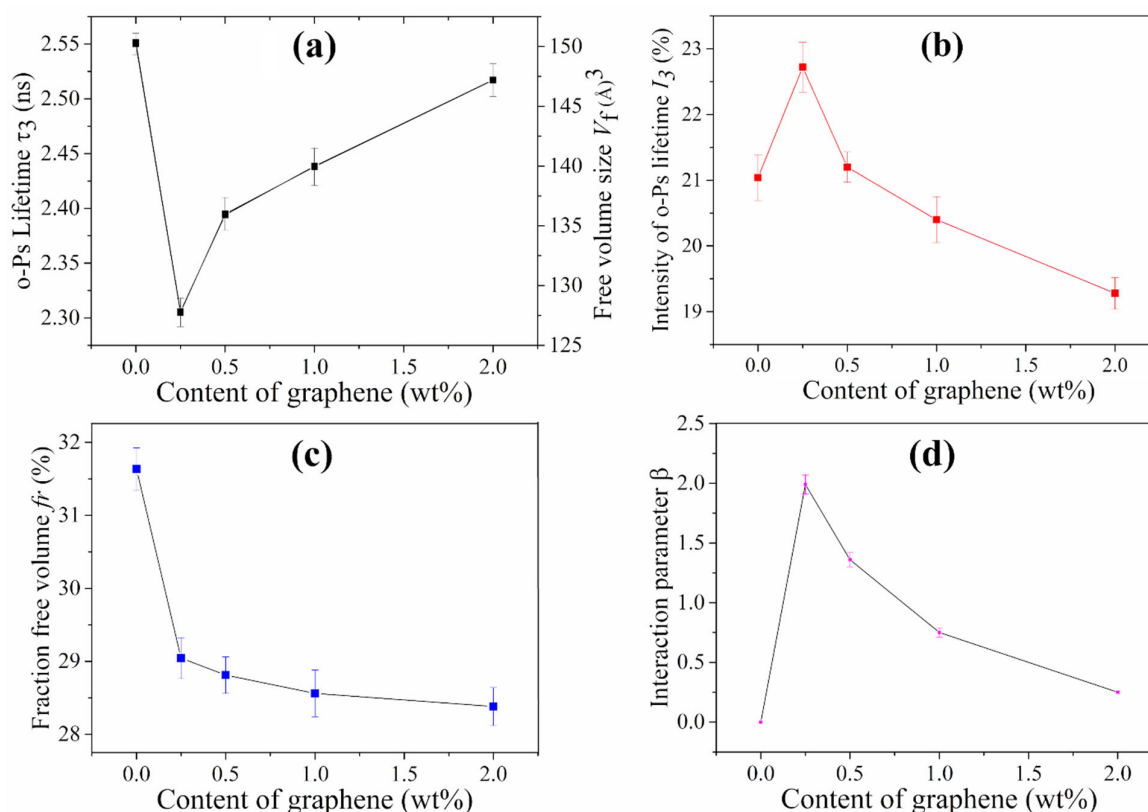 (a)
o-Ps Lifetime τ3 (ns)
2.55
2.50
2.45
2.40
2.35
2.30
150
145
140
135
130
125
Free volume size Vf (Å)3
0.0 0.5 1.0 1.5 2.0
Content of graphene (wt%)
(b)
Intensity of o-Ps lifetime I3 (%)
23
22
21
20
19
0.0 0.5 1.0 1.5 2.0
Content of graphene (wt%)
(c)
Fraction free volume fr (%)
32
31
30
29
28
0.0 0.5 1.0 1.5 2.0
Content of graphene (wt%)
(d)
Interaction parameter β
2.5
2.0
1.5
1.0
0.5
0.0
0.0 0.5 1.0 1.5 2.0
Content of graphene (wt%)